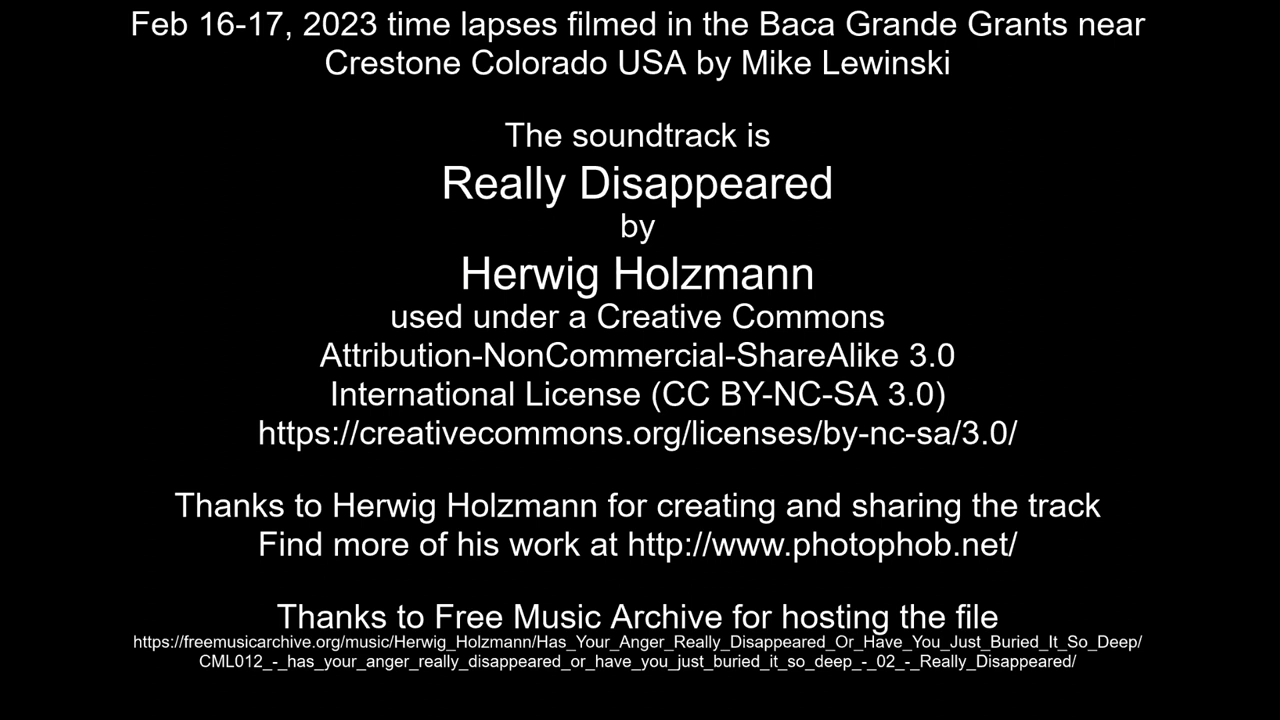 Feb 16-17, 2023 time lapses filmed in the Baca Grande Grants near
Crestone Colorado USA by Mike Lewinski
The soundtrack is
Really Disappeared
by
Herwig Holzmann
used under a Creative Commons
Attribution-NonCommercial-ShareAlike 3.0
International License (CC BY-NC-SA 3.0)
https://creativecommons.org/licenses/by-nc-sa/3.0/
Thanks to Herwig Holzmann for creating and sharing the track
Find more of his work at http://www.photophob.net/
Thanks to Free Music Archive for hosting the file
https://freemusicarchive.org/music/Herwig_Holzmann/Has_Your_Anger_Really_Disappeared_Or_Have_You_Just_Buried_It_So_Deep/
CML012_-_has_your_anger_really_disappeared_or_have_you_just_buried_it_so_deep_-_02_-_Really_Disappeared/